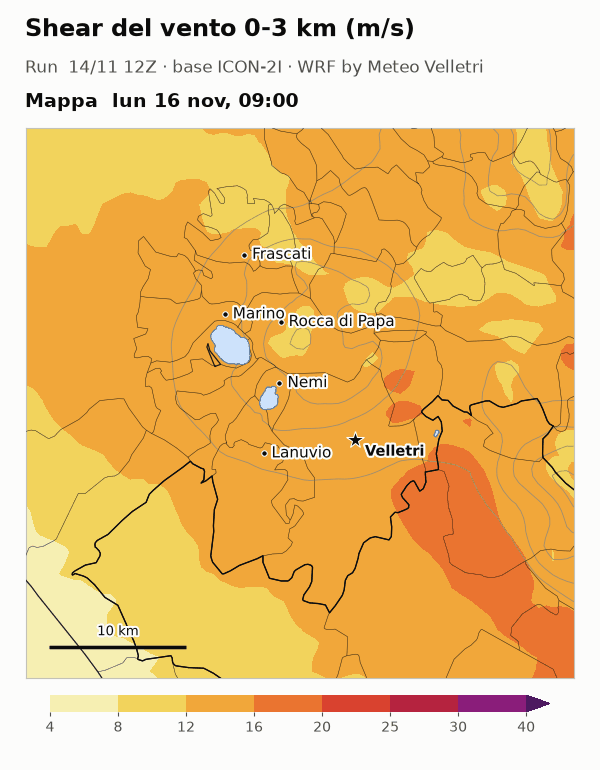 Shear del vento 0-3 km (m/s)
Run  14/11 12Z · base ICON-2I · WRF by Meteo Velletri
Mappa  lun 16 nov, 09:00
Frascati
Marino
Rocca di Papa
Nemi
Velletri
Lanuvio
10 km
4 8 12 16 20 25 30 40